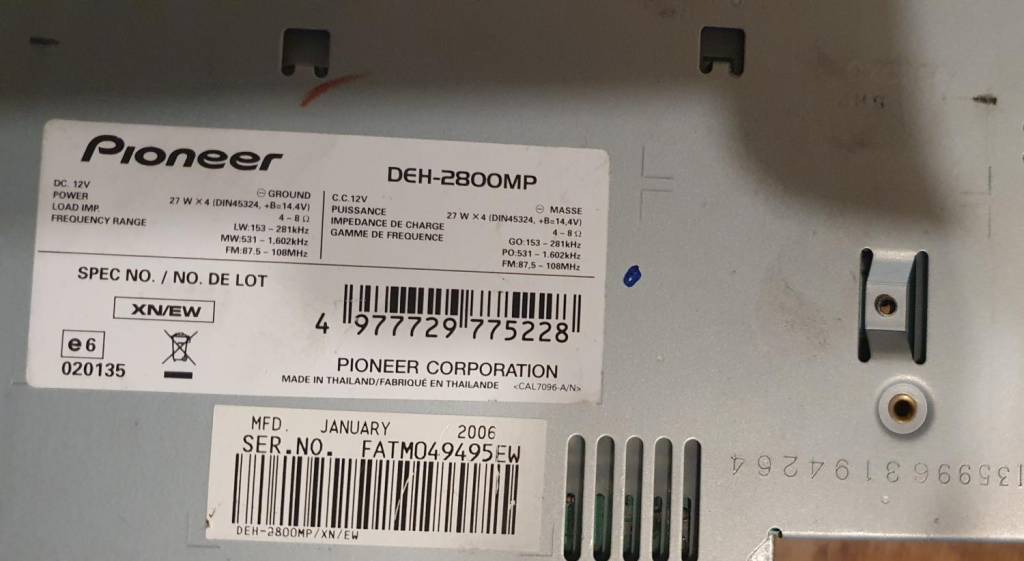 Pioneer
DEH-2800MP
DC. 12V ⊖ GROUND
POWER 27 W × 4 (DIN45324, +B=14,4V)
LOAD IMP. 4 – 8 Ω
FREQUENCY RANGE LW:153 – 281kHz
MW:531 – 1.602kHz
FM:87.5 – 108MHz
C.C. 12V ⊖ MASSE
PUISSANCE 27 W × 4 (DIN45324, +B=14,4V)
IMPEDANCE DE CHARGE 4 – 8 Ω
GAMME DE FREQUENCE GO:153 – 281kHz
PO:531 – 1.602kHz
FM:87,5 – 108MHz
SPEC NO. / NO. DE LOT
XN/EW
e6
020135
4 977729 775228
PIONEER CORPORATION
MADE IN THAILAND/FABRIQUÉ EN THAILANDE <CAL7096-A/N>
MFD. JANUARY 2006
SER.NO. FATM049495EW
DEH-2800MP/XN/EW